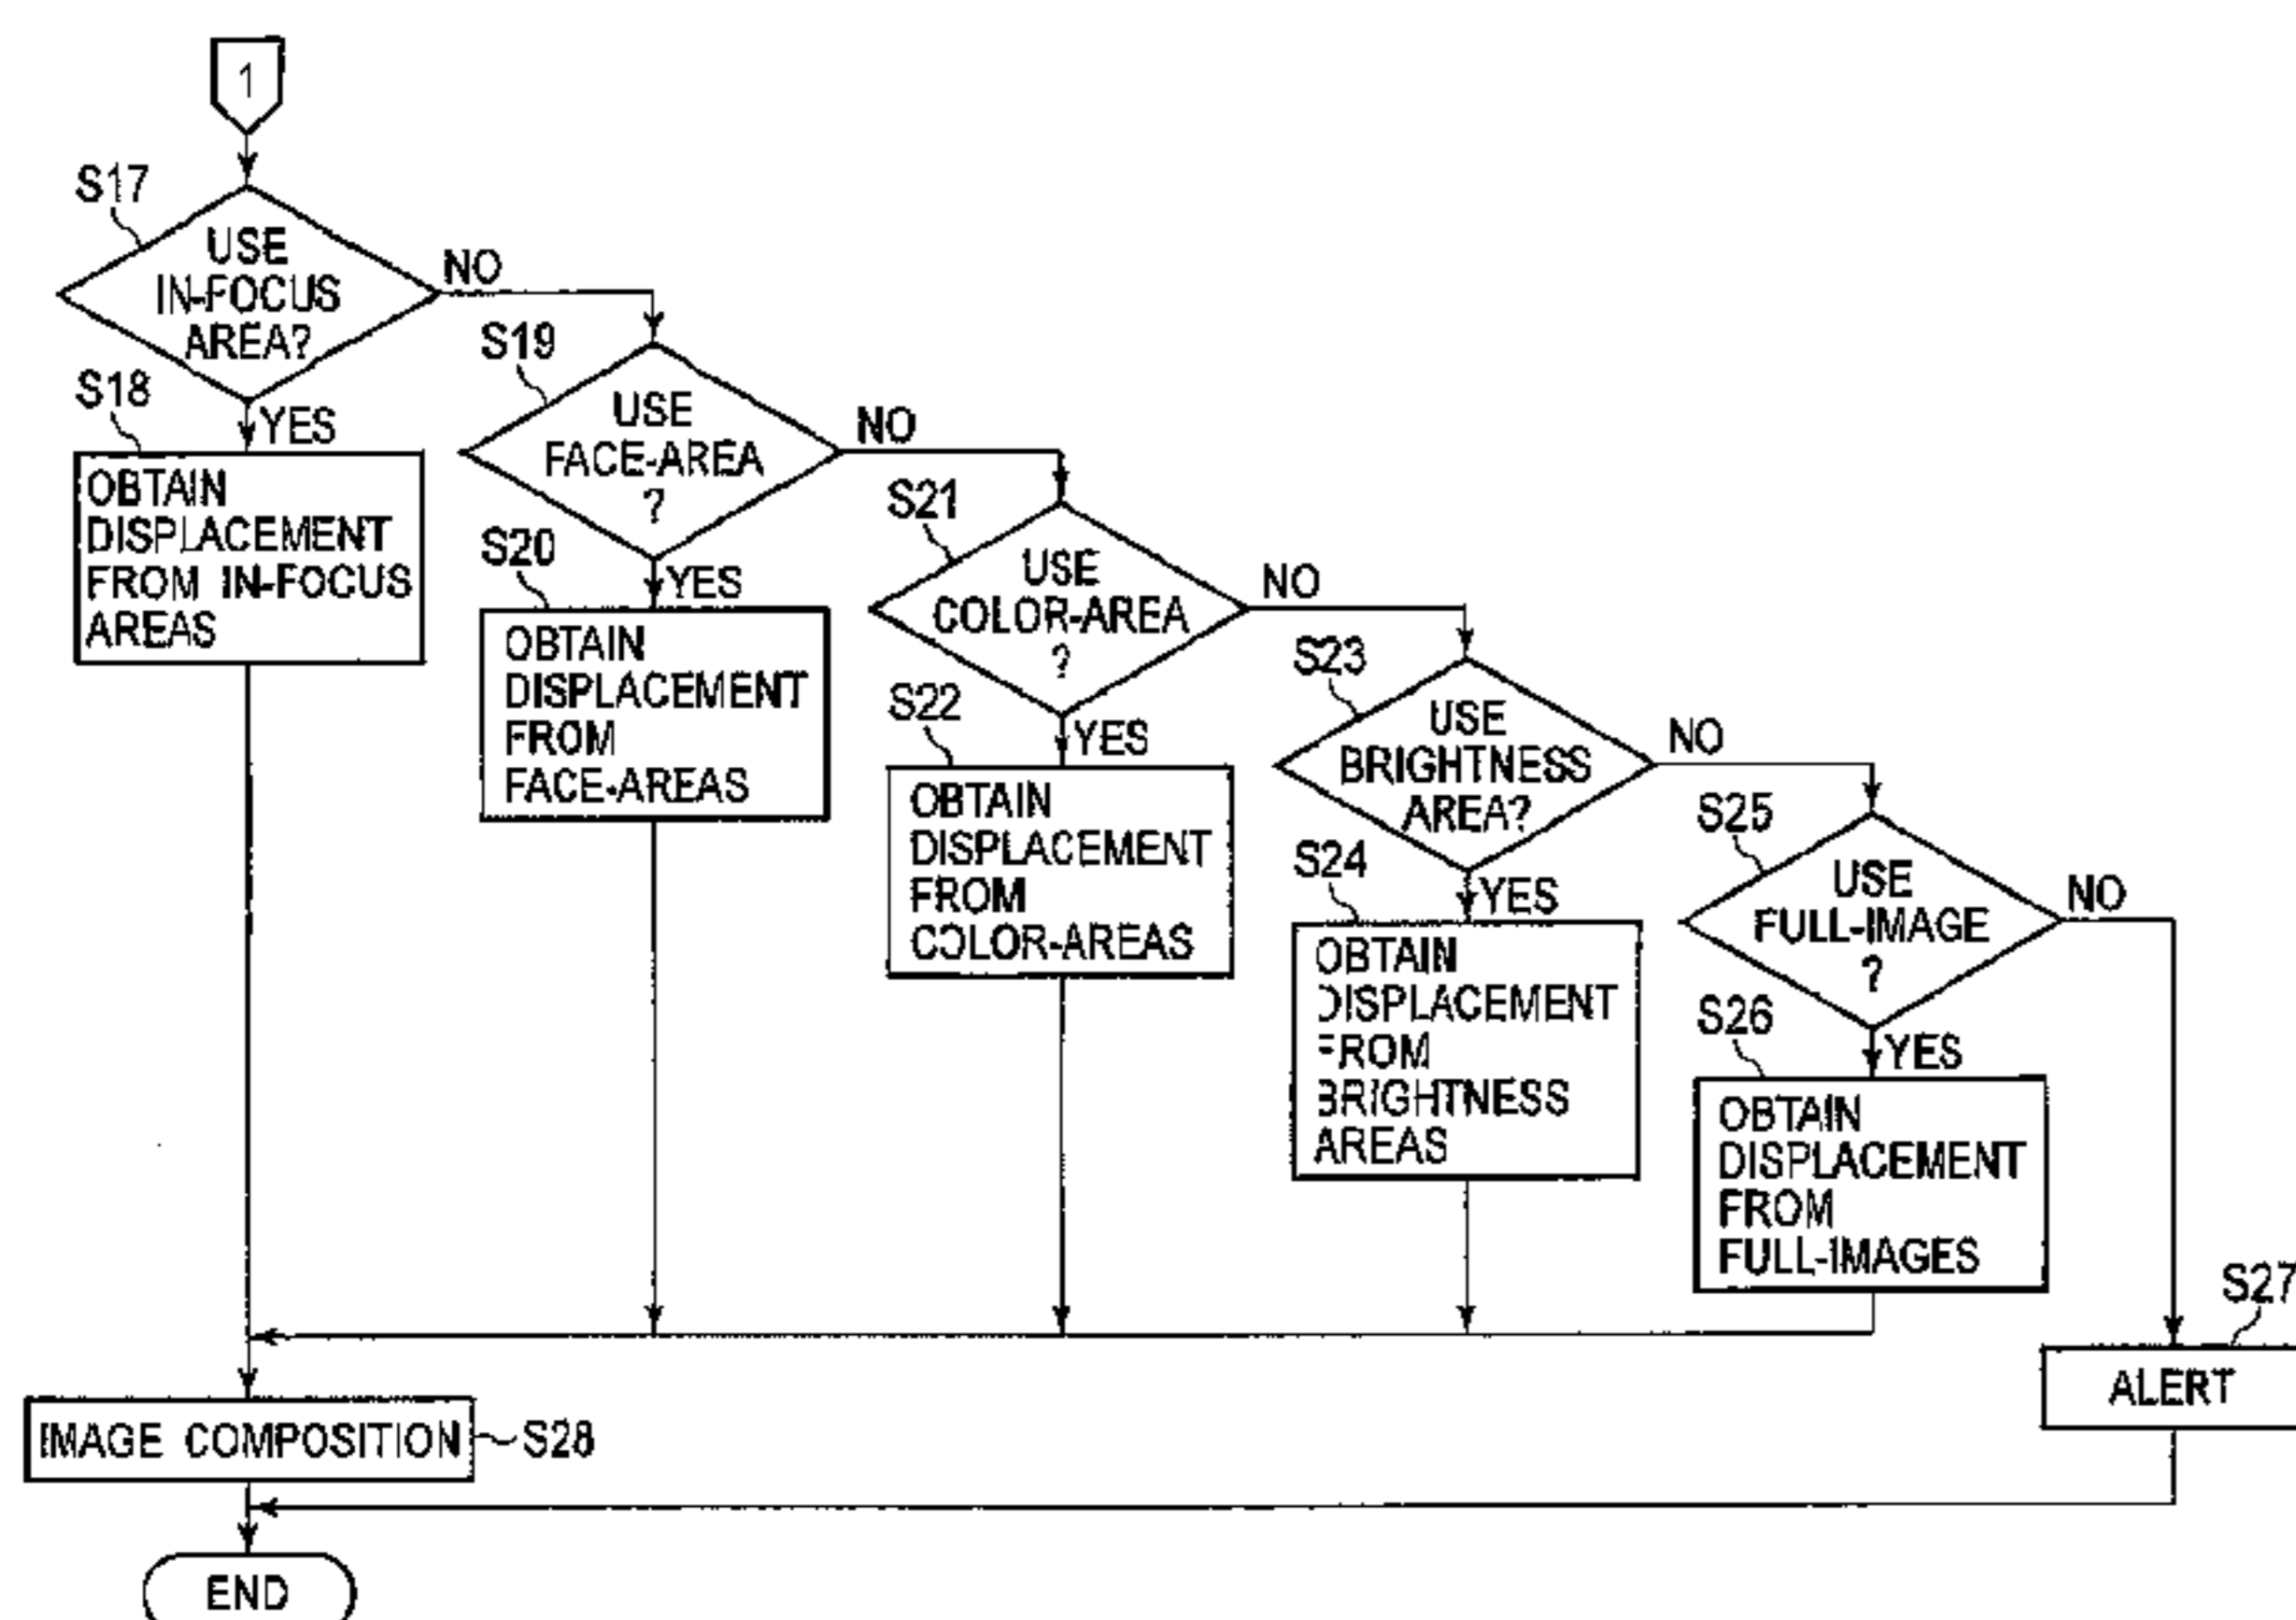 1
S17
USE
IN-FOCUS
AREA?
NO
S18
YES
OBTAIN
DISPLACEMENT
FROM IN-FOCUS
AREAS
S19
USE
FACE-AREA
?
NO
S20
YES
OBTAIN
DISPLACEMENT
FROM
FACE-AREAS
S21
USE
COLOR-AREA
?
NO
S22
YES
OBTAIN
DISPLACEMENT
FROM
COLOR-AREAS
S23
USE
BRIGHTNESS
AREA?
NO
S24
YES
OBTAIN
DISPLACEMENT
FROM
BRIGHTNESS
AREAS
S25
USE
FULL-IMAGE
?
NO
S26
YES
OBTAIN
DISPLACEMENT
FROM
FULL-IMAGES
S27
ALERT
IMAGE COMPOSITION
S28
END